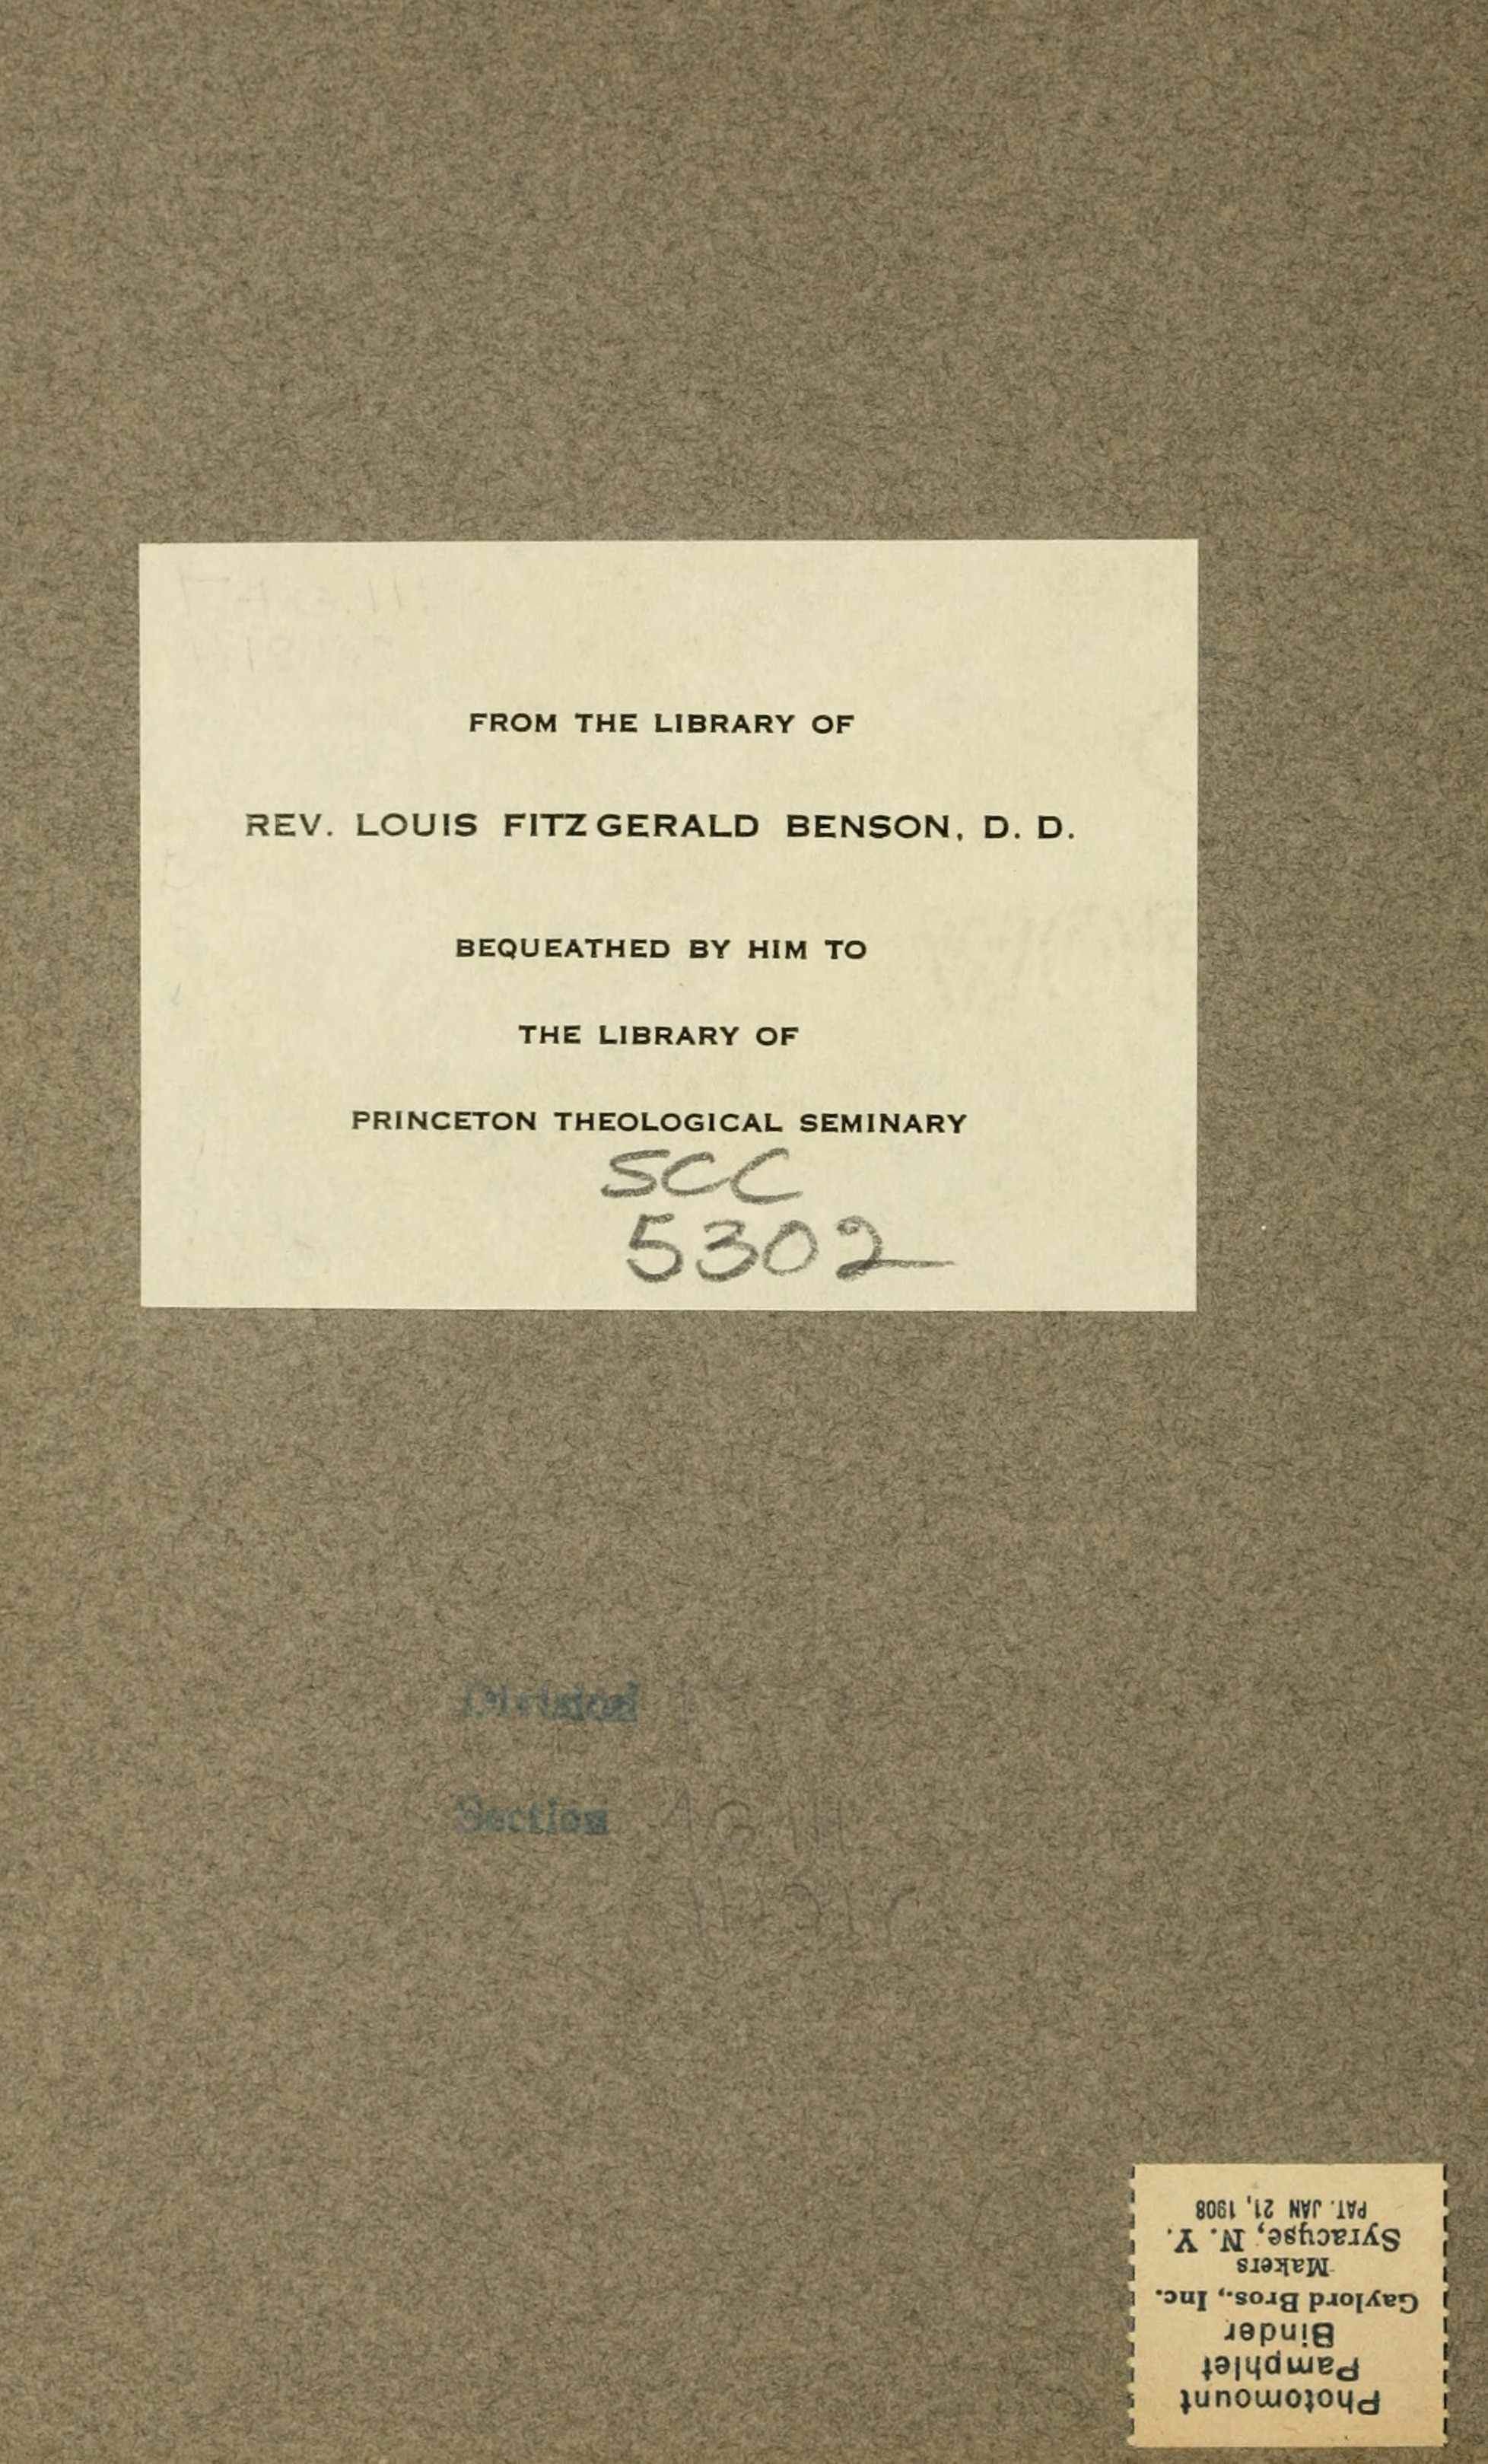 FROM THE LIBRARY OF
REV. LOUIS FITZGERALD BENSON, D. D.
BEQUEATHED BY HIM TO
THE LIBRARY OF
PRINCETON THEOLOGICAL SEMINARY
SCC
5302
Division
Section
Photomount
Pamphlet
Binder
Gaylord Bros., Inc.
Makers
Syracuse, N. Y.
PAT. JAN 21, 1908